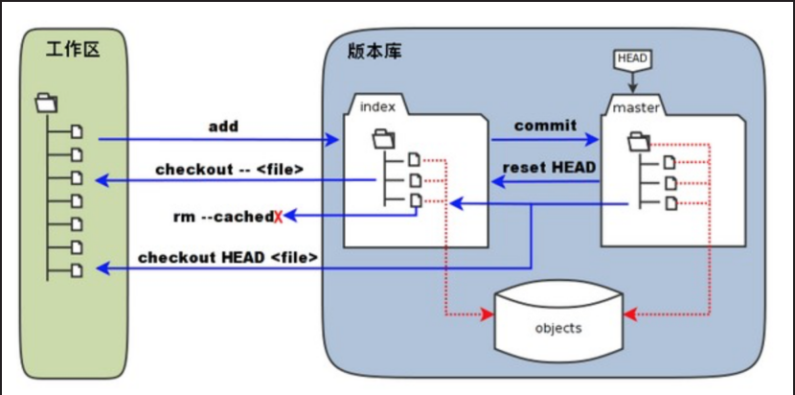 工作区
版本库
HEAD
index
master
add
commit
checkout -- <file>
reset HEAD
rm --cachedX
checkout HEAD <file>
objects